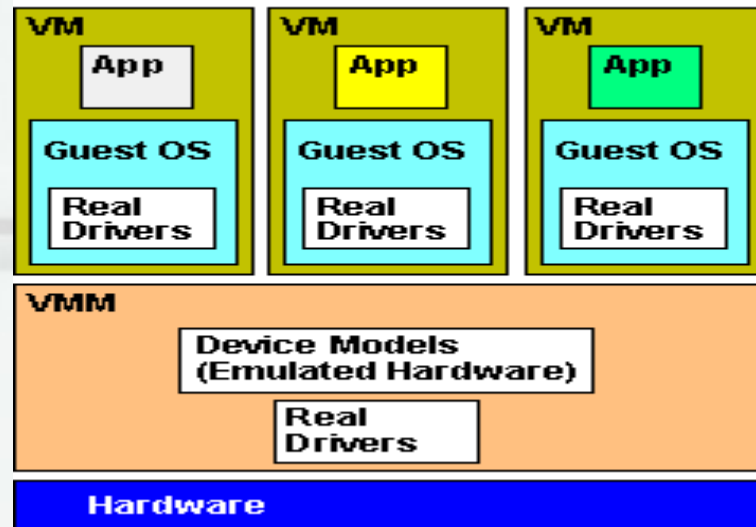 VM
App
Guest OS
Real
Drivers
VM
App
Guest OS
Real
Drivers
VM
App
Guest OS
Real
Drivers
VMM
Device Models
(Emulated Hardware)
Real
Drivers
Hardware